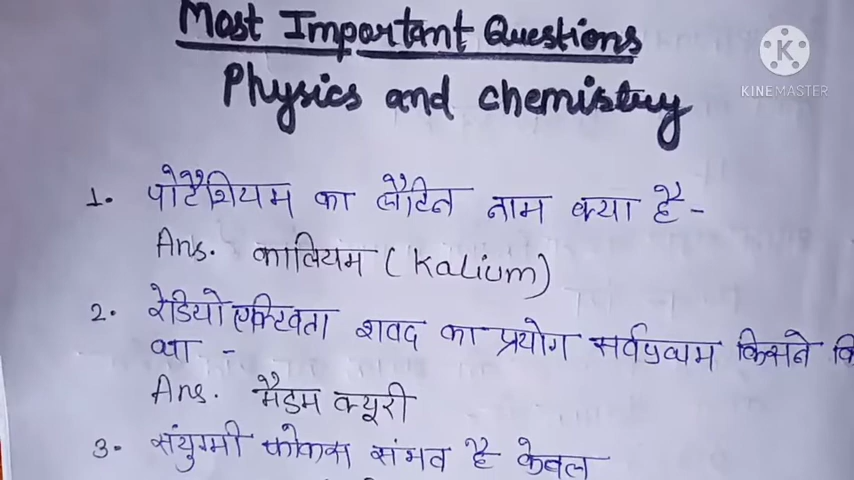 Most Important Questions
Physics and chemistry
KINEMASTER
1. पोटैशियम का लैटिन नाम क्या है -
Ans. कालियम (Kalium)
2. रेडियोएक्टिवता शवद का प्रयोग सर्वप्रथम किसने
था -
Ans. मैडम क्यूरी
3. संयुग्मी फोकस संभव है केवल